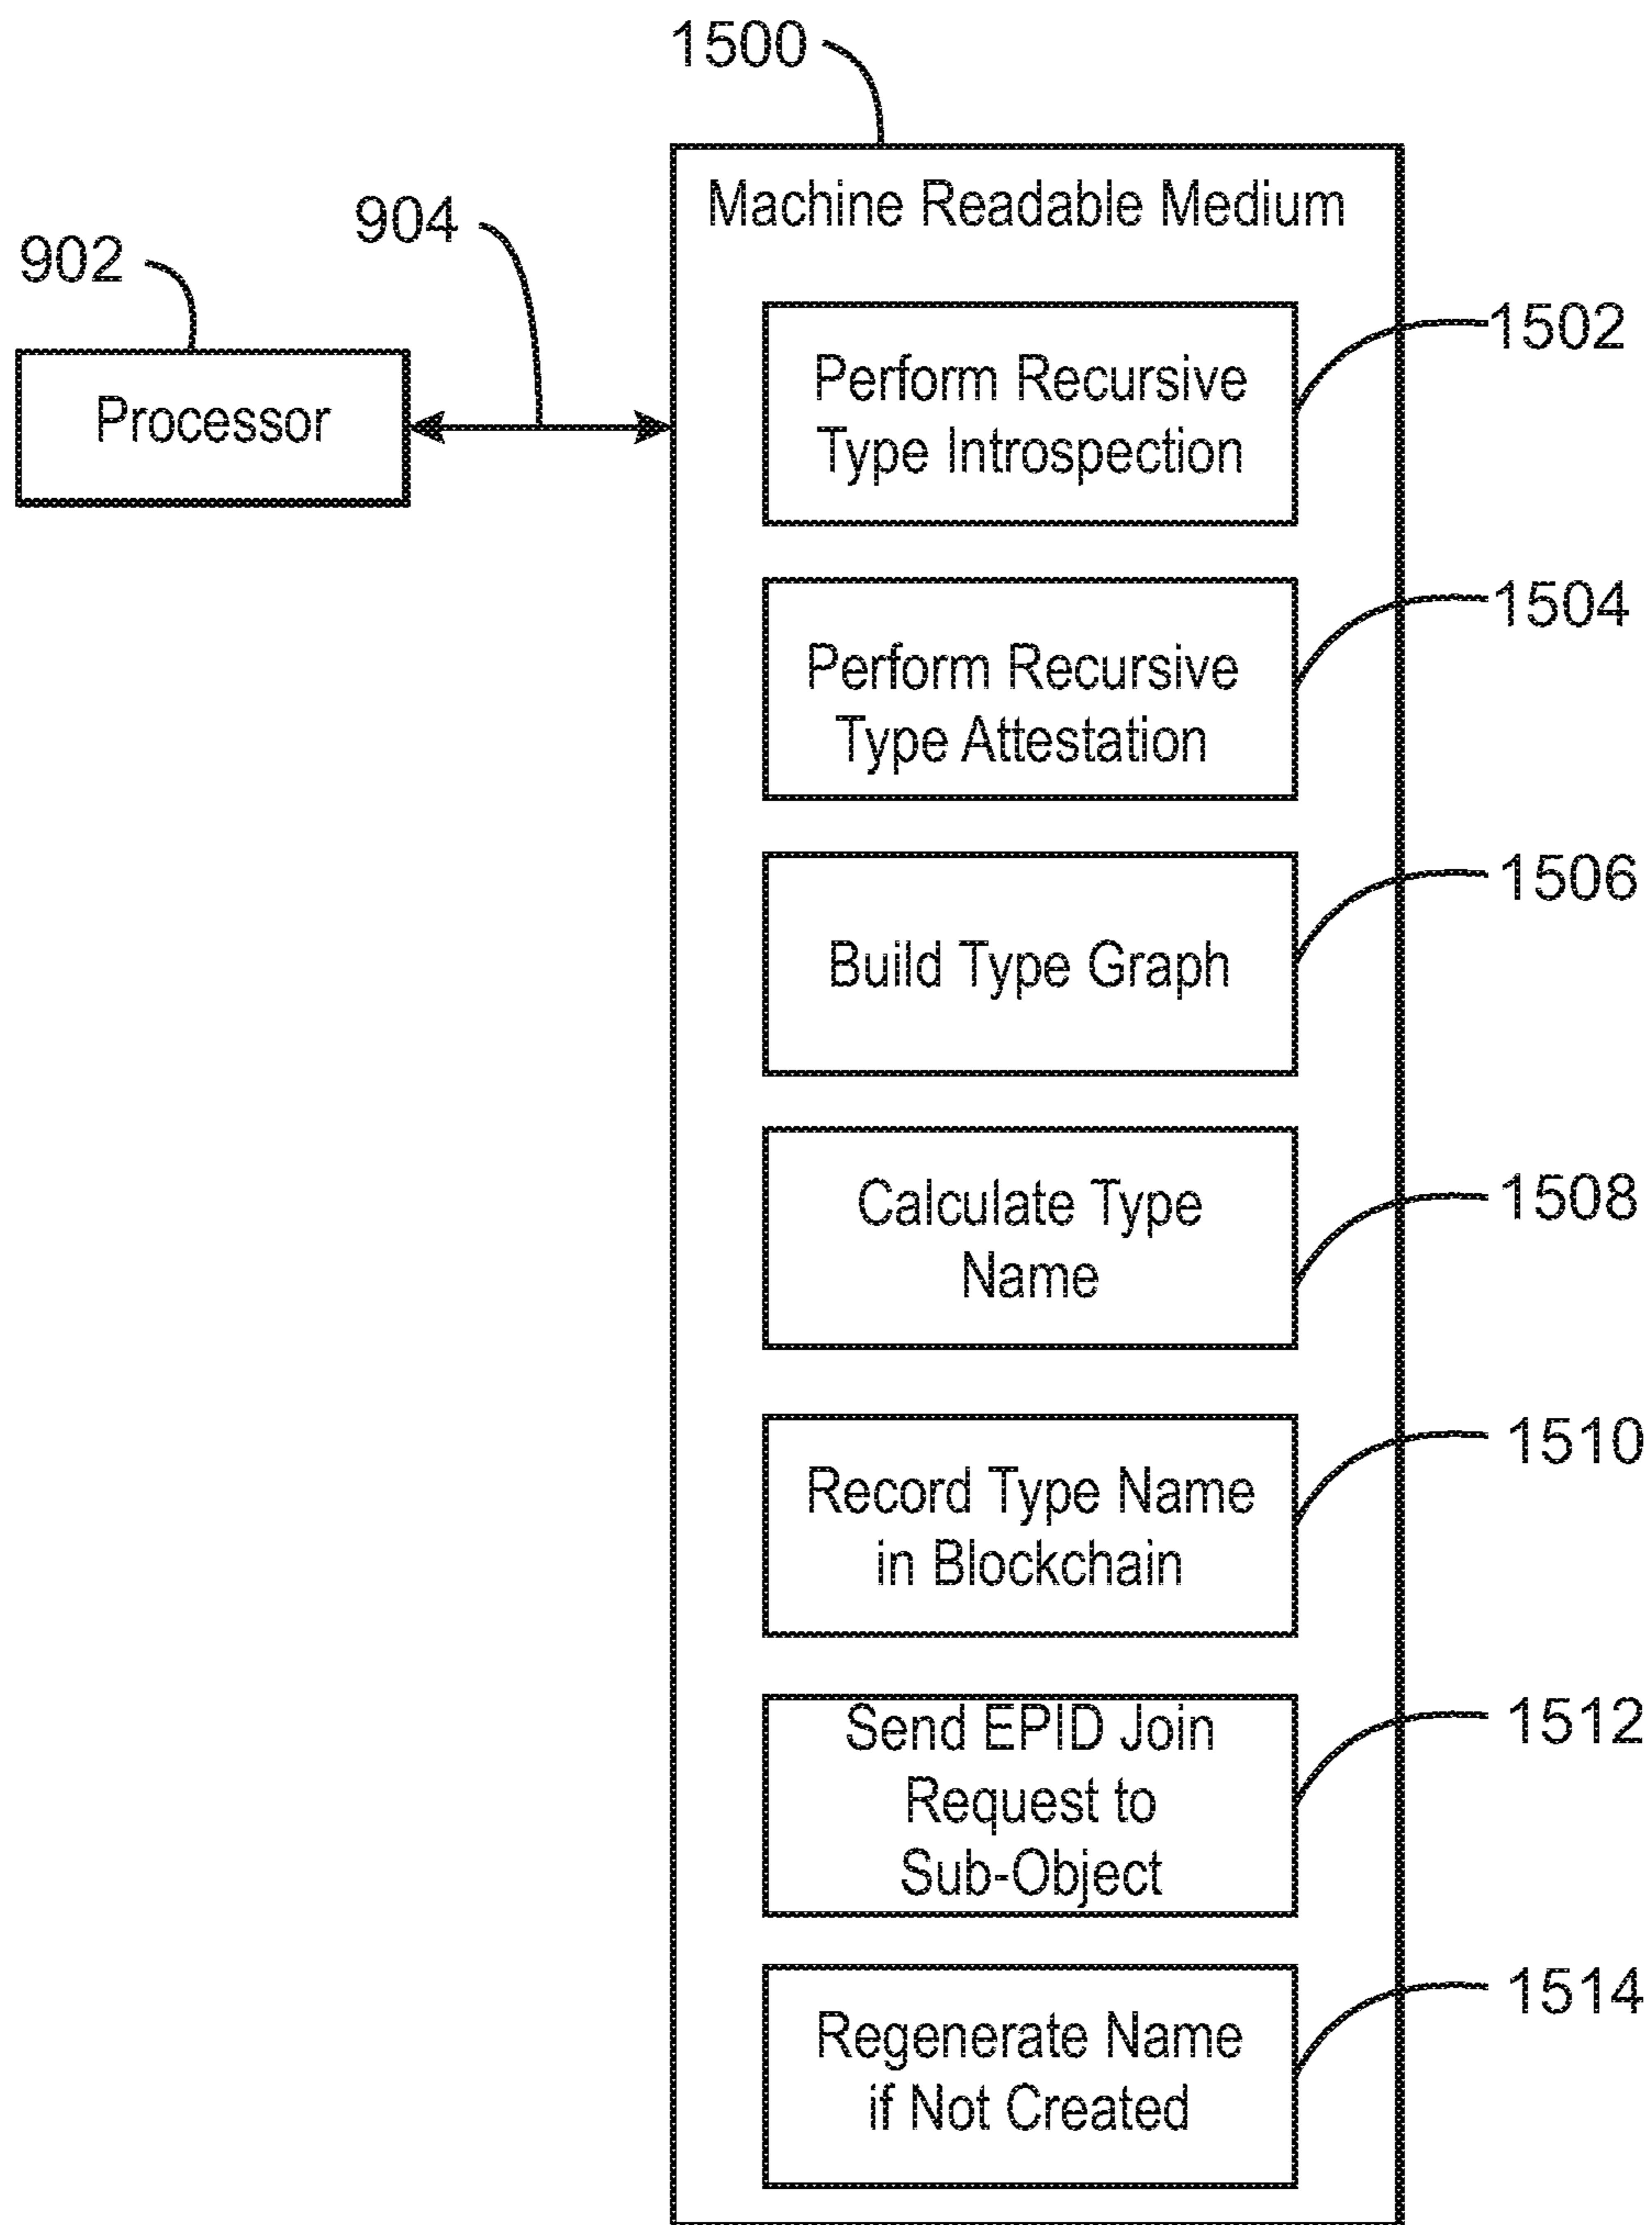 1500
Machine Readable Medium
904
902
Processor
Perform Recursive
Type Introspection
1502
Perform Recursive
Type Attestation
1504
Build Type Graph
1506
Calculate Type
Name
1508
Record Type Name
in Blockchain
1510
Send EPID Join
Request to
Sub-Object
1512
Regenerate Name
if Not Created
1514